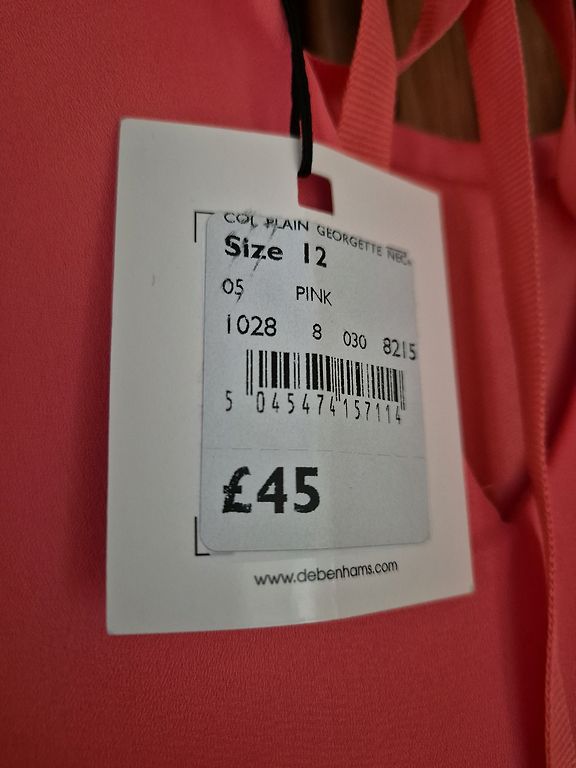 COL PLAIN GEORGETTE NEC
Size 12
05 PINK
1028 8 030 8215
5 045474 157114
£45
www.debenhams.com